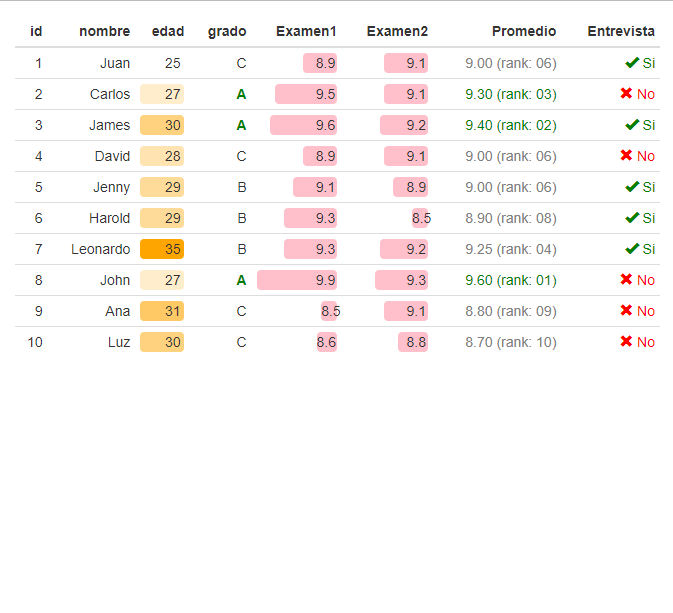 id nombre edad grado Examen1 Examen2 Promedio Entrevista
1 Juan 25 C 8.9 9.1 9.00 (rank: 06) ✔ Si
2 Carlos 27 A 9.5 9.1 9.30 (rank: 03) ✖ No
3 James 30 A 9.6 9.2 9.40 (rank: 02) ✔ Si
4 David 28 C 8.9 9.1 9.00 (rank: 06) ✖ No
5 Jenny 29 B 9.1 8.9 9.00 (rank: 06) ✔ Si
6 Harold 29 B 9.3 8.5 8.90 (rank: 08) ✔ Si
7 Leonardo 35 B 9.3 9.2 9.25 (rank: 04) ✔ Si
8 John 27 A 9.9 9.3 9.60 (rank: 01) ✖ No
9 Ana 31 C 8.5 9.1 8.80 (rank: 09) ✖ No
10 Luz 30 C 8.6 8.8 8.70 (rank: 10) ✖ No